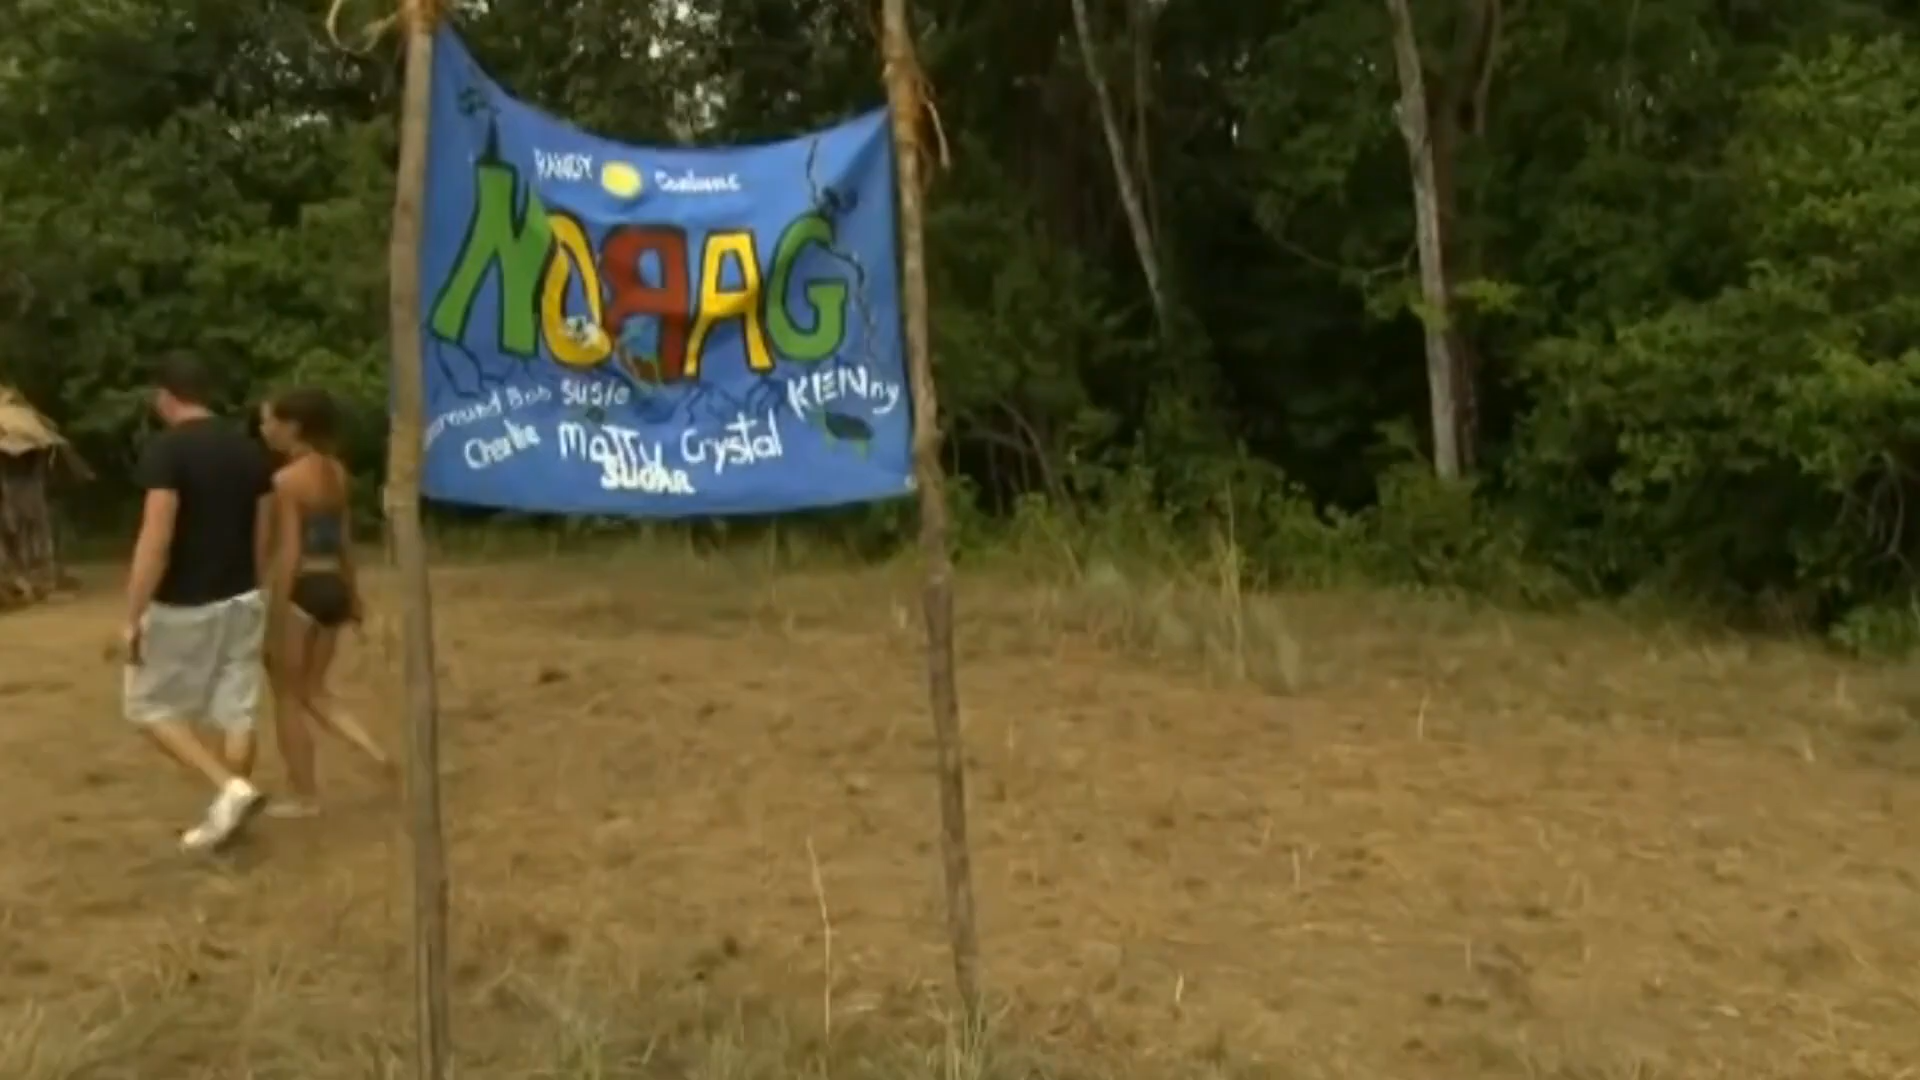 RANDY Corinne
NOBAG
Bob SUSIE KENny
Charlie Matty Crystal
SUGAR